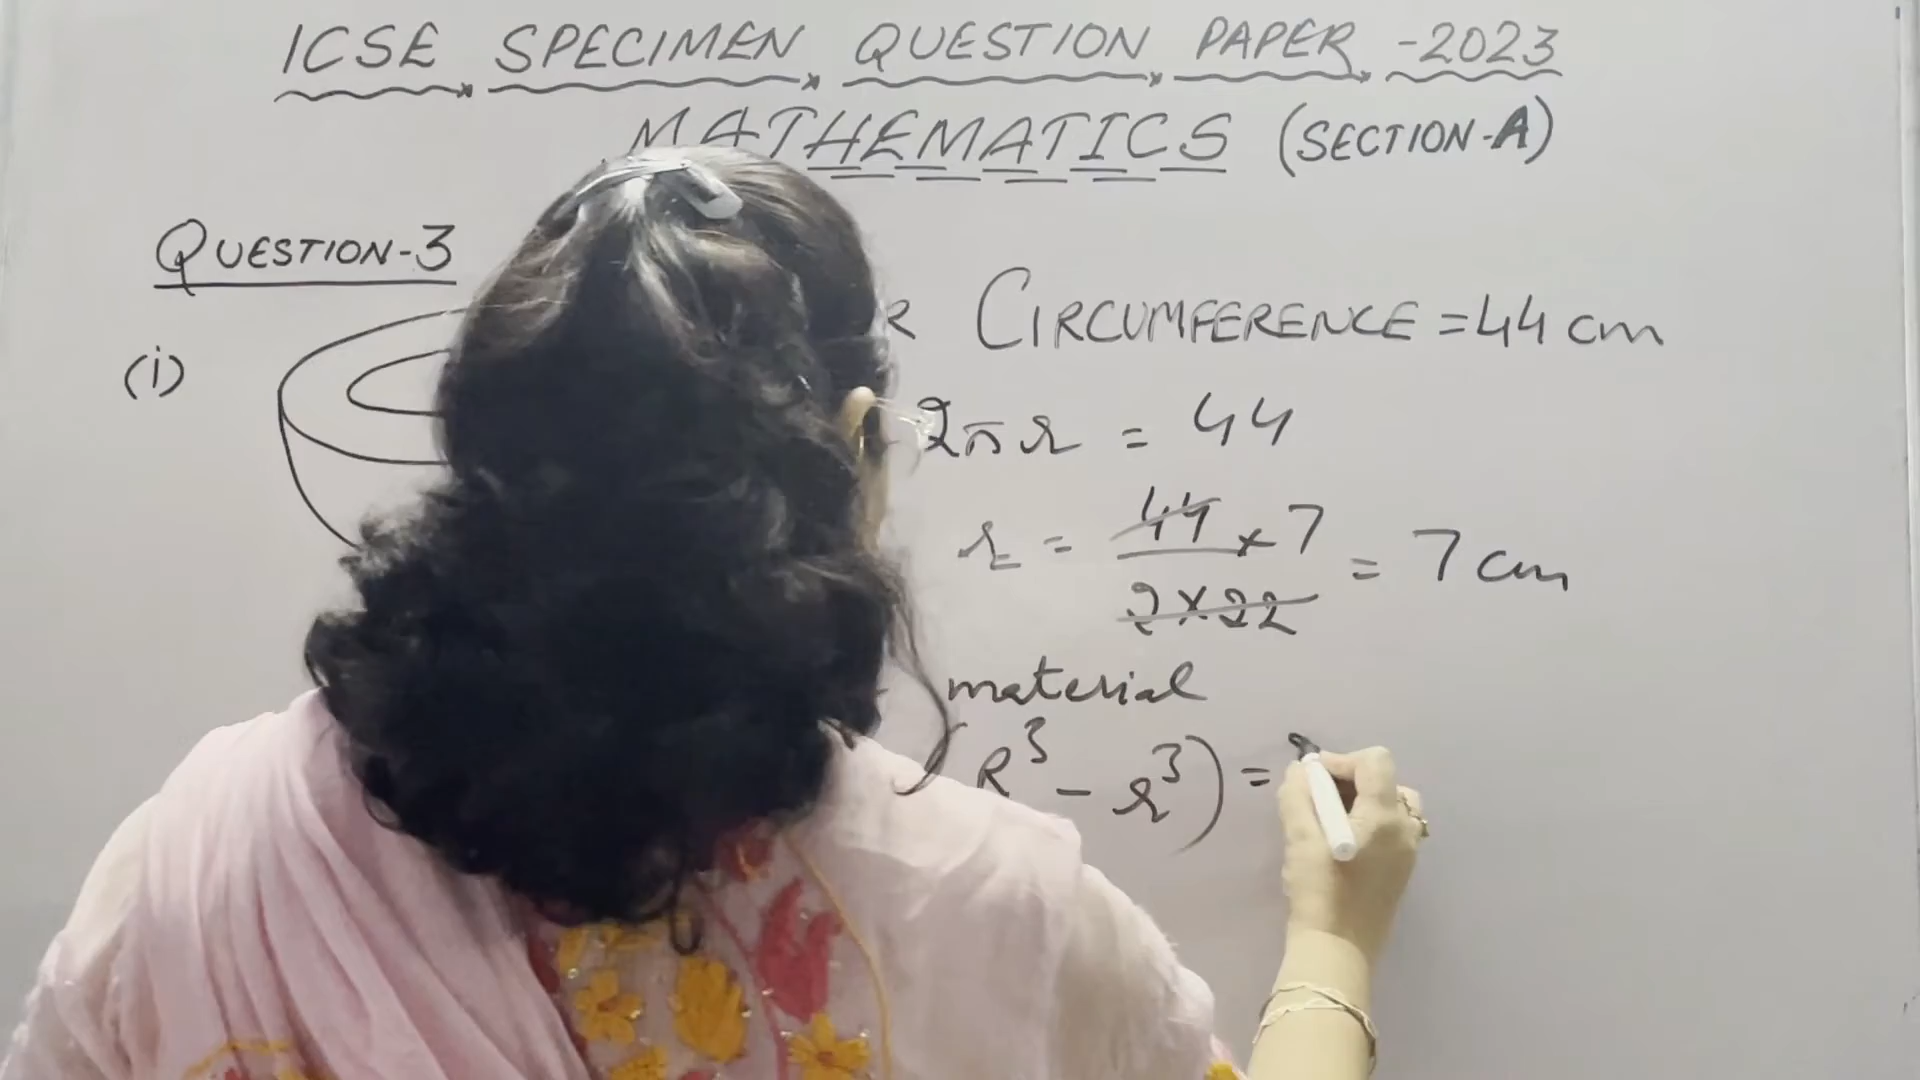 ICSE SPECIMEN QUESTION PAPER -2023
MATHEMATICS (SECTION-A)
QUESTION-3
(i)
R CIRCUMFERENCE = 44 cm
2πr = 44
r = 44 × 7 / 2 × 22 = 7 cm
material
(R³ - r³) =